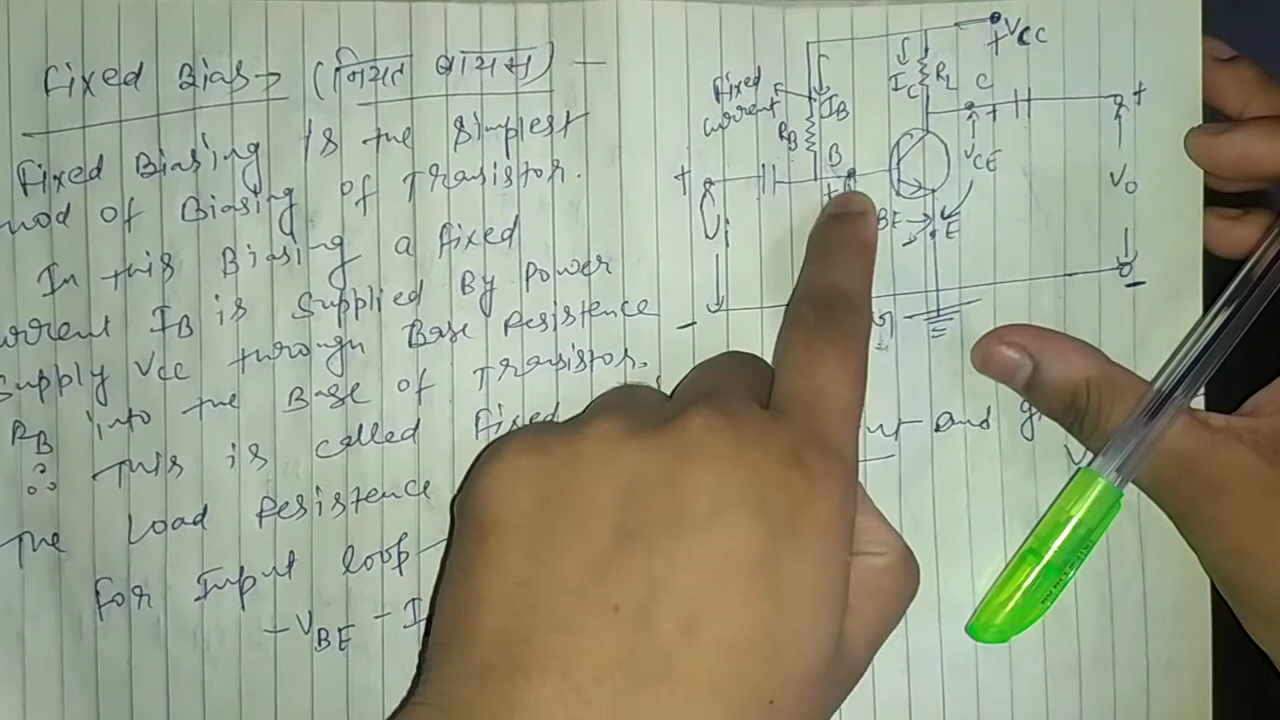 Fixed Bias → (नियत बायस) -
Fixed Biasing is the simplest
of Biasing of Transistor.
In this Biasing a fixed
IB is supplied By Power
Supply Vcc through Base Resistence
RB into the Base of Transistor.
∴ This is called Fixed
The Load Resistence
and
For Input loop -
- VBE - I
+Vcc
Fixed
current
IB
IC
RL
C
RB
B
+
+
VCE
+
VO
BE
E
-
-